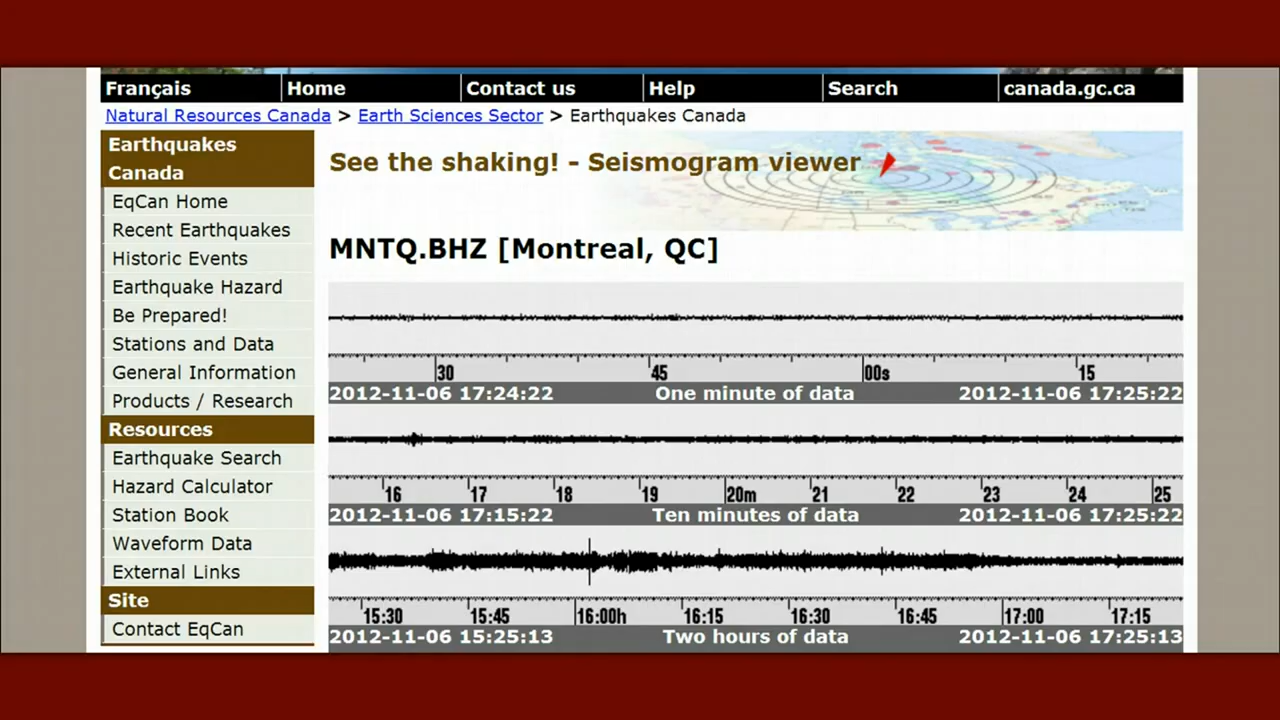 Français Home Contact us Help Search canada.gc.ca
Natural Resources Canada > Earth Sciences Sector > Earthquakes Canada
Earthquakes
Canada
EqCan Home
Recent Earthquakes
Historic Events
Earthquake Hazard
Be Prepared!
Stations and Data
General Information
Products / Research
Resources
Earthquake Search
Hazard Calculator
Station Book
Waveform Data
External Links
Site
Contact EqCan
See the shaking! - Seismogram viewer
MNTQ.BHZ [Montreal, QC]
30 45 00s 15
2012-11-06 17:24:22 One minute of data 2012-11-06 17:25:22
16 17 18 19 20m 21 22 23 24 25
2012-11-06 17:15:22 Ten minutes of data 2012-11-06 17:25:22
15:30 15:45 16:00h 16:15 16:30 16:45 17:00 17:15
2012-11-06 15:25:13 Two hours of data 2012-11-06 17:25:13